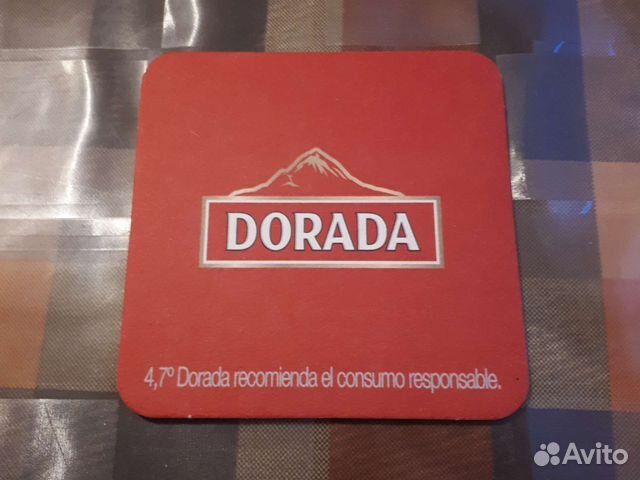 DORADA
4,7º Dorada recomienda el consumo responsable.
Avito